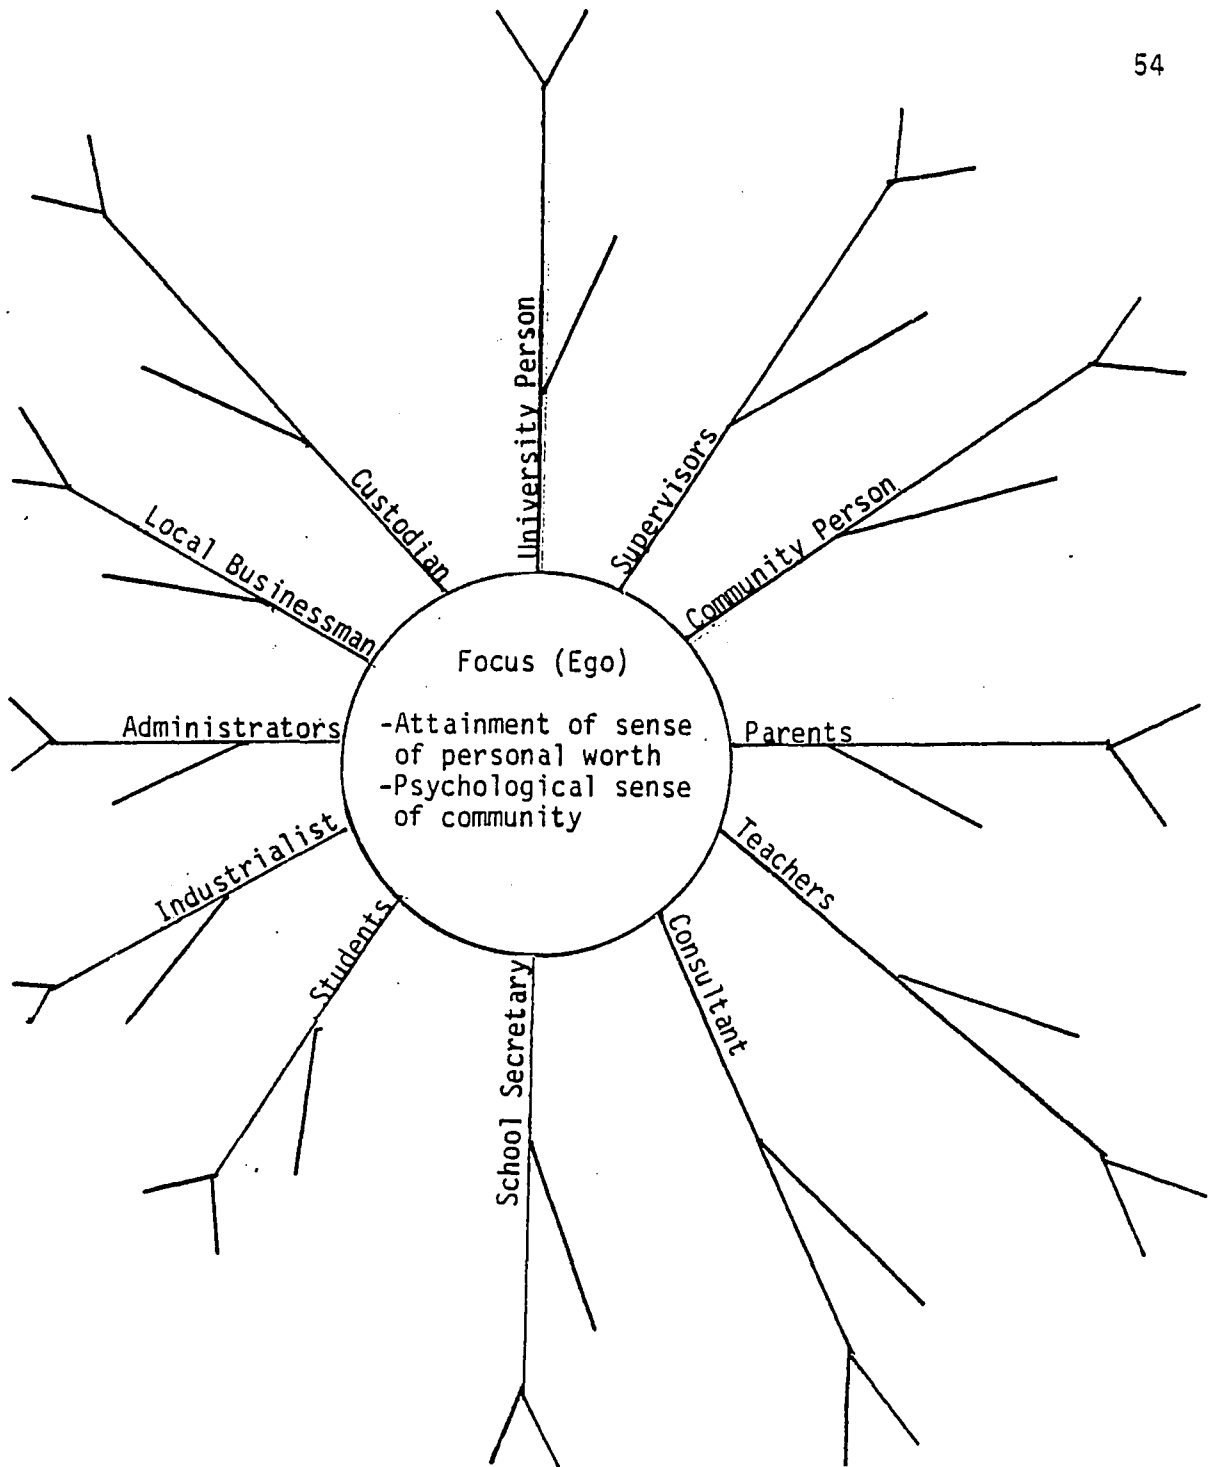 54
University Person
Supervisors
Community Person
Custodian
Local Businessman
Focus (Ego)
-Attainment of sense
of personal worth
-Psychological sense
of community
Administrators
Parents
Industrialist
Teachers
Students
Consultant
School Secretary